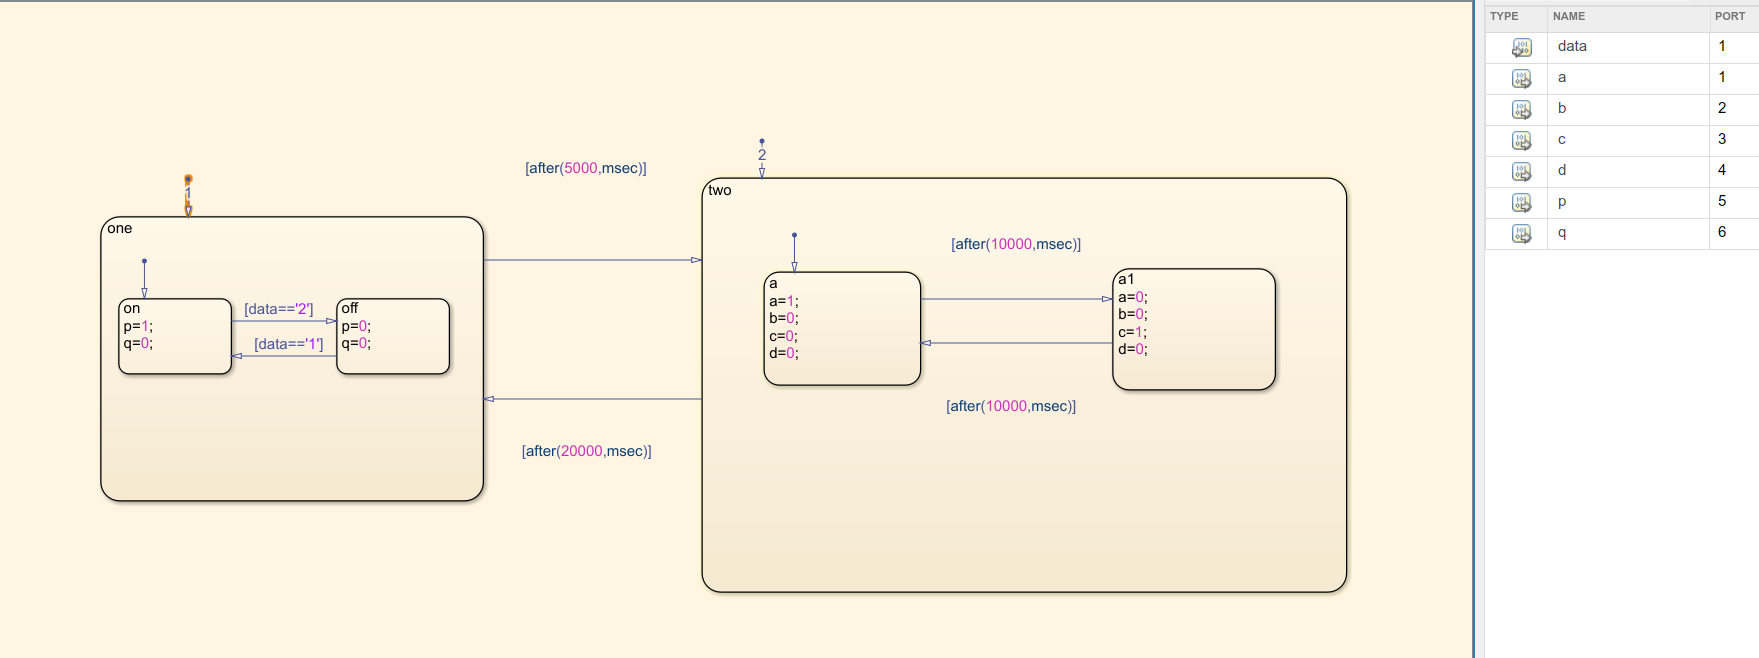 1
one
on
p=1;
q=0;
[data=='2']
[data=='1']
off
p=0;
q=0;
[after(5000,msec)]
[after(20000,msec)]
2
two
a
a=1;
b=0;
c=0;
d=0;
[after(10000,msec)]
[after(10000,msec)]
a1
a=0;
b=0;
c=1;
d=0;
TYPE NAME PORT
data 1
a 1
b 2
c 3
d 4
p 5
q 6